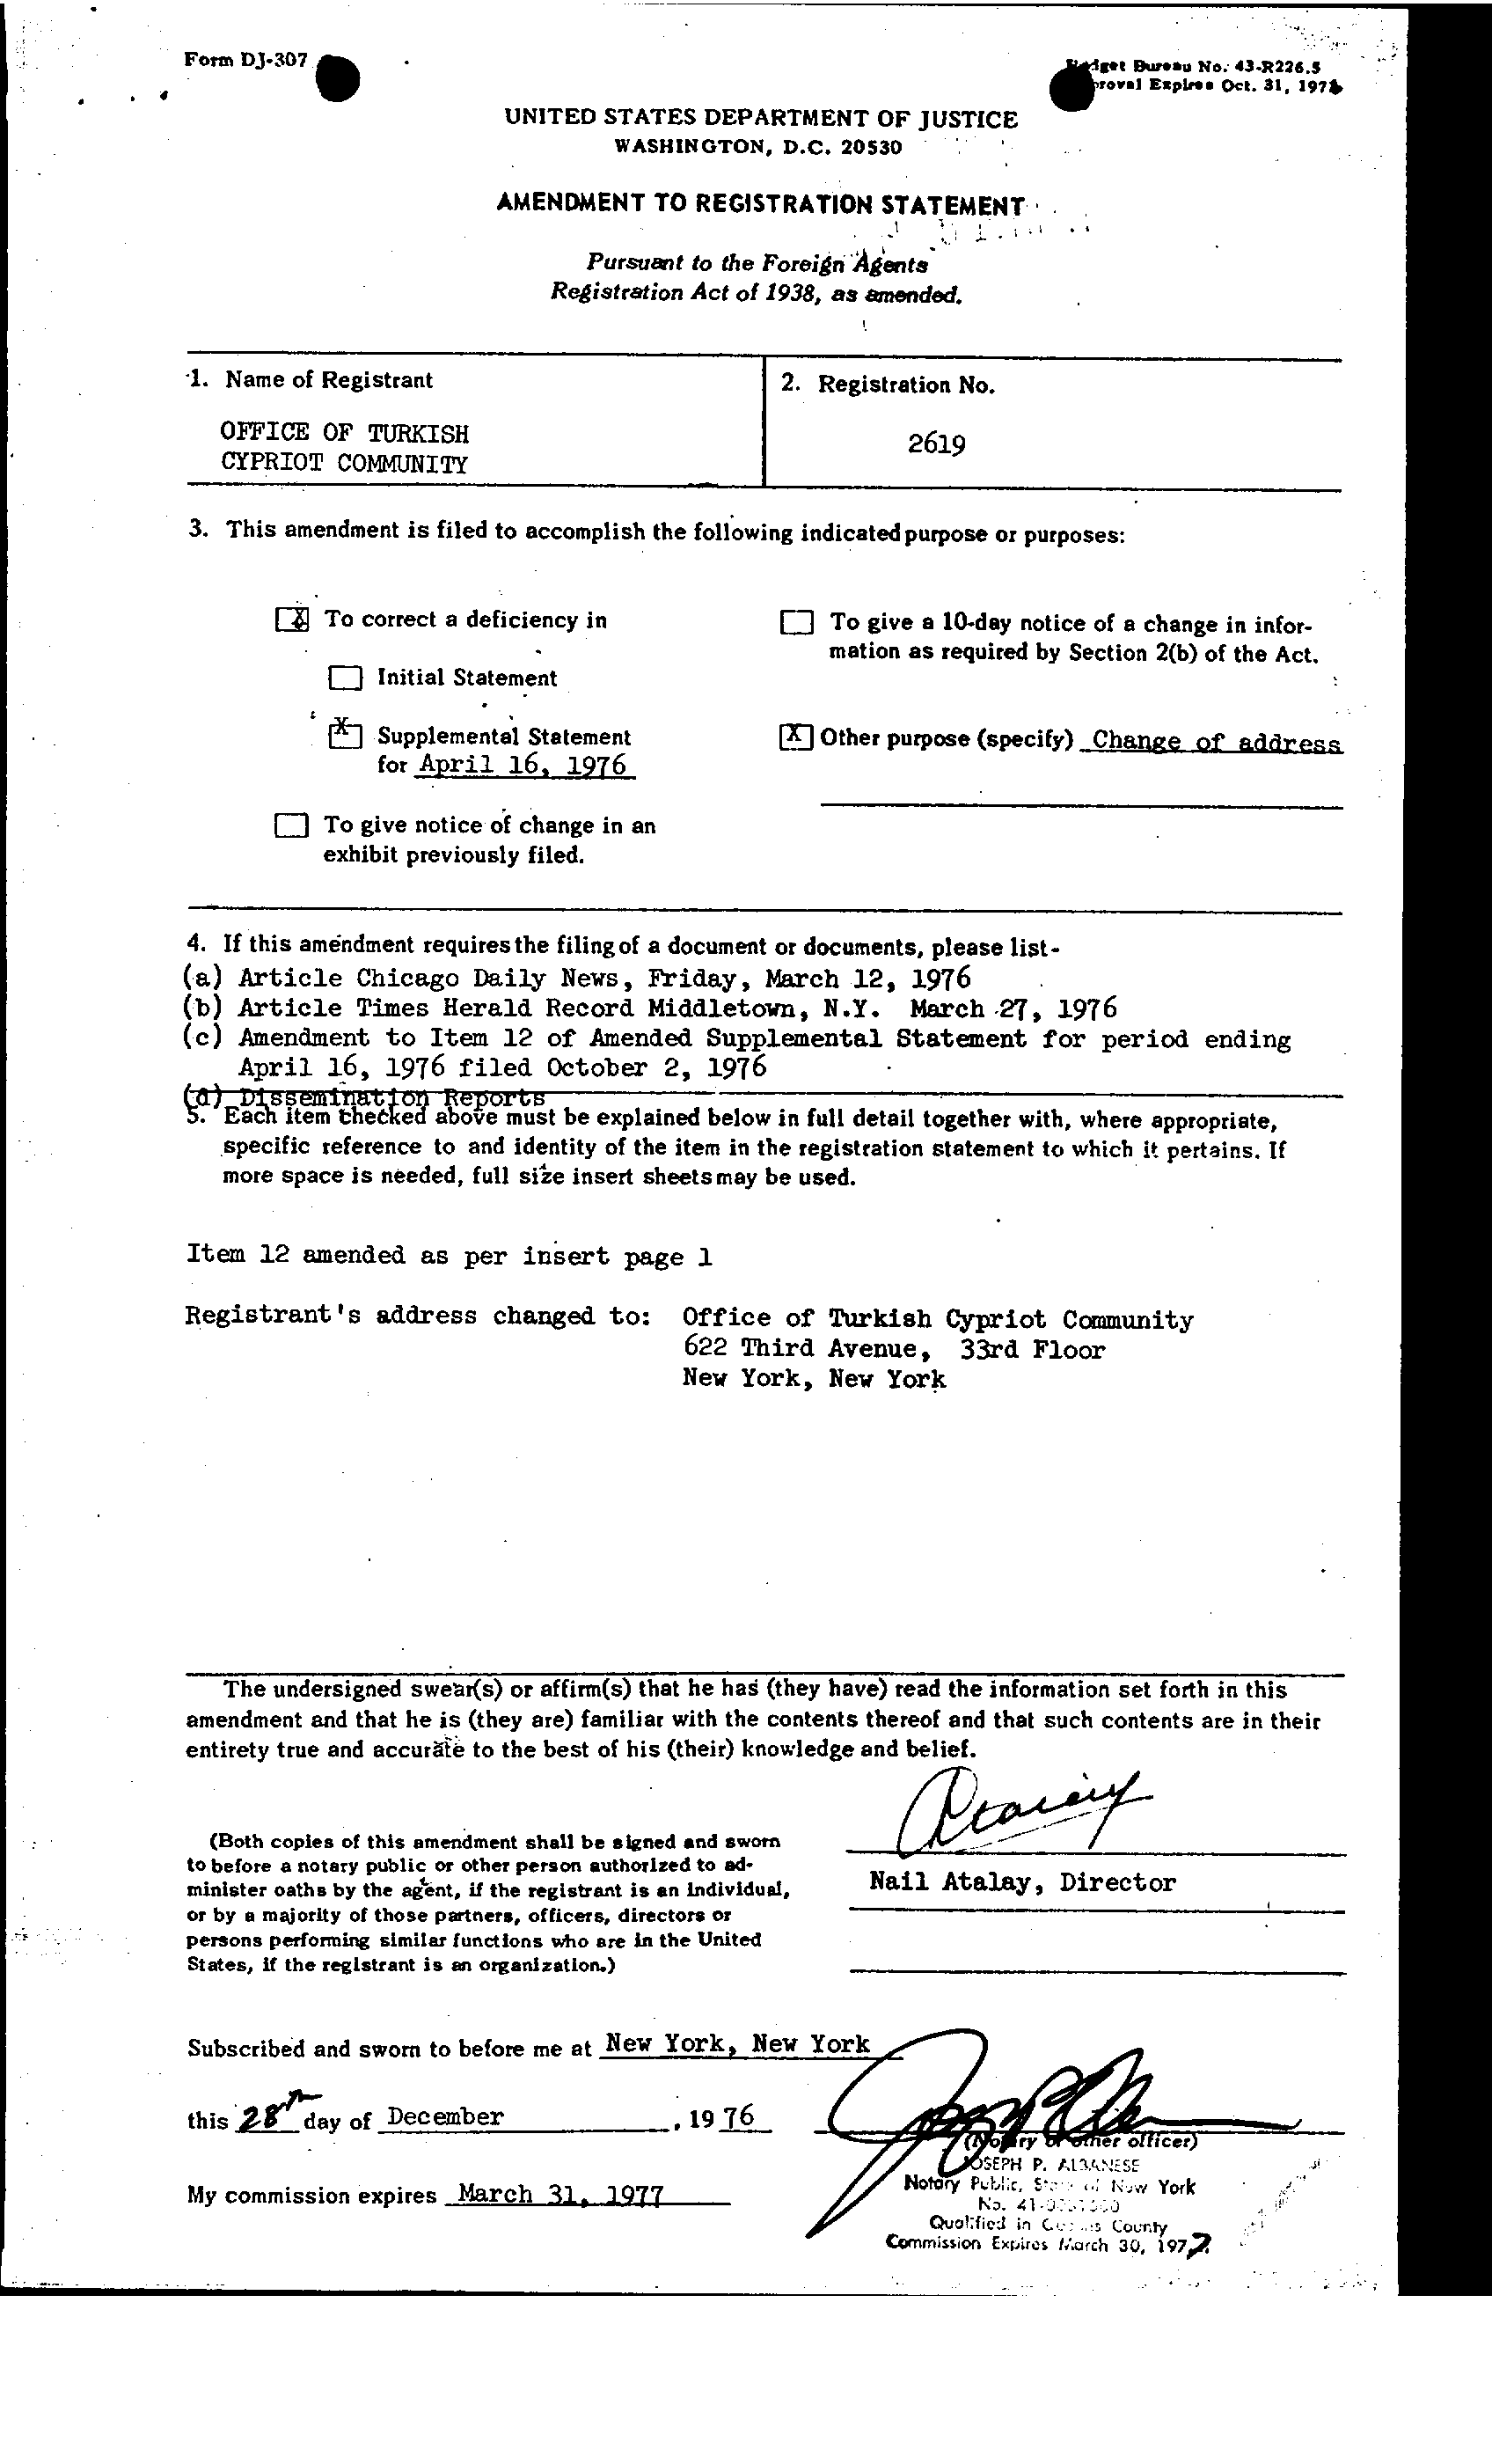 Form DJ-307
Budget Bureau No. 43-R226.5
Approval Expires Oct. 31, 197
UNITED STATES DEPARTMENT OF JUSTICE
WASHINGTON, D.C. 20530
AMENDMENT TO REGISTRATION STATEMENT
Pursuant to the Foreign Agents
Registration Act of 1938, as amended.
1. Name of Registrant
2. Registration No.
OFFICE OF TURKISH
CYPRIOT COMMUNITY
2619
3. This amendment is filed to accomplish the following indicated purpose or purposes:
X To correct a deficiency in
Initial Statement
X Supplemental Statement
for April 16, 1976
To give notice of change in an
exhibit previously filed.
To give a 10-day notice of a change in infor-
mation as required by Section 2(b) of the Act.
X Other purpose (specify) Change of address
4. If this amendment requires the filing of a document or documents, please list-
(a) Article Chicago Daily News, Friday, March 12, 1976
(b) Article Times Herald Record Middletown, N.Y. March 27, 1976
(c) Amendment to Item 12 of Amended Supplemental Statement for period ending
April 16, 1976 filed October 2, 1976
(d) Dissemination Reports
5. Each item checked above must be explained below in full detail together with, where appropriate,
specific reference to and identity of the item in the registration statement to which it pertains. If
more space is needed, full size insert sheets may be used.
Item 12 amended as per insert page 1
Registrant's address changed to: Office of Turkish Cypriot Community
622 Third Avenue, 33rd Floor
New York, New York
The undersigned swear(s) or affirm(s) that he has (they have) read the information set forth in this
amendment and that he is (they are) familiar with the contents thereof and that such contents are in their
entirety true and accurate to the best of his (their) knowledge and belief.
(Both copies of this amendment shall be signed and sworn
to before a notary public or other person authorized to ad-
minister oaths by the agent, if the registrant is an individual,
or by a majority of those partners, officers, directors or
persons performing similar functions who are in the United
States, if the registrant is an organization.)
Atalay
Nail Atalay, Director
Subscribed and sworn to before me at New York, New York
this 28th day of December, 1976
(Notary or other officer)
JOSEPH P. ALBANESE
Notary Public, State of New York
No. 41-
Qualified in Queens County
Commission Expires March 30, 1977
My commission expires March 31, 1977